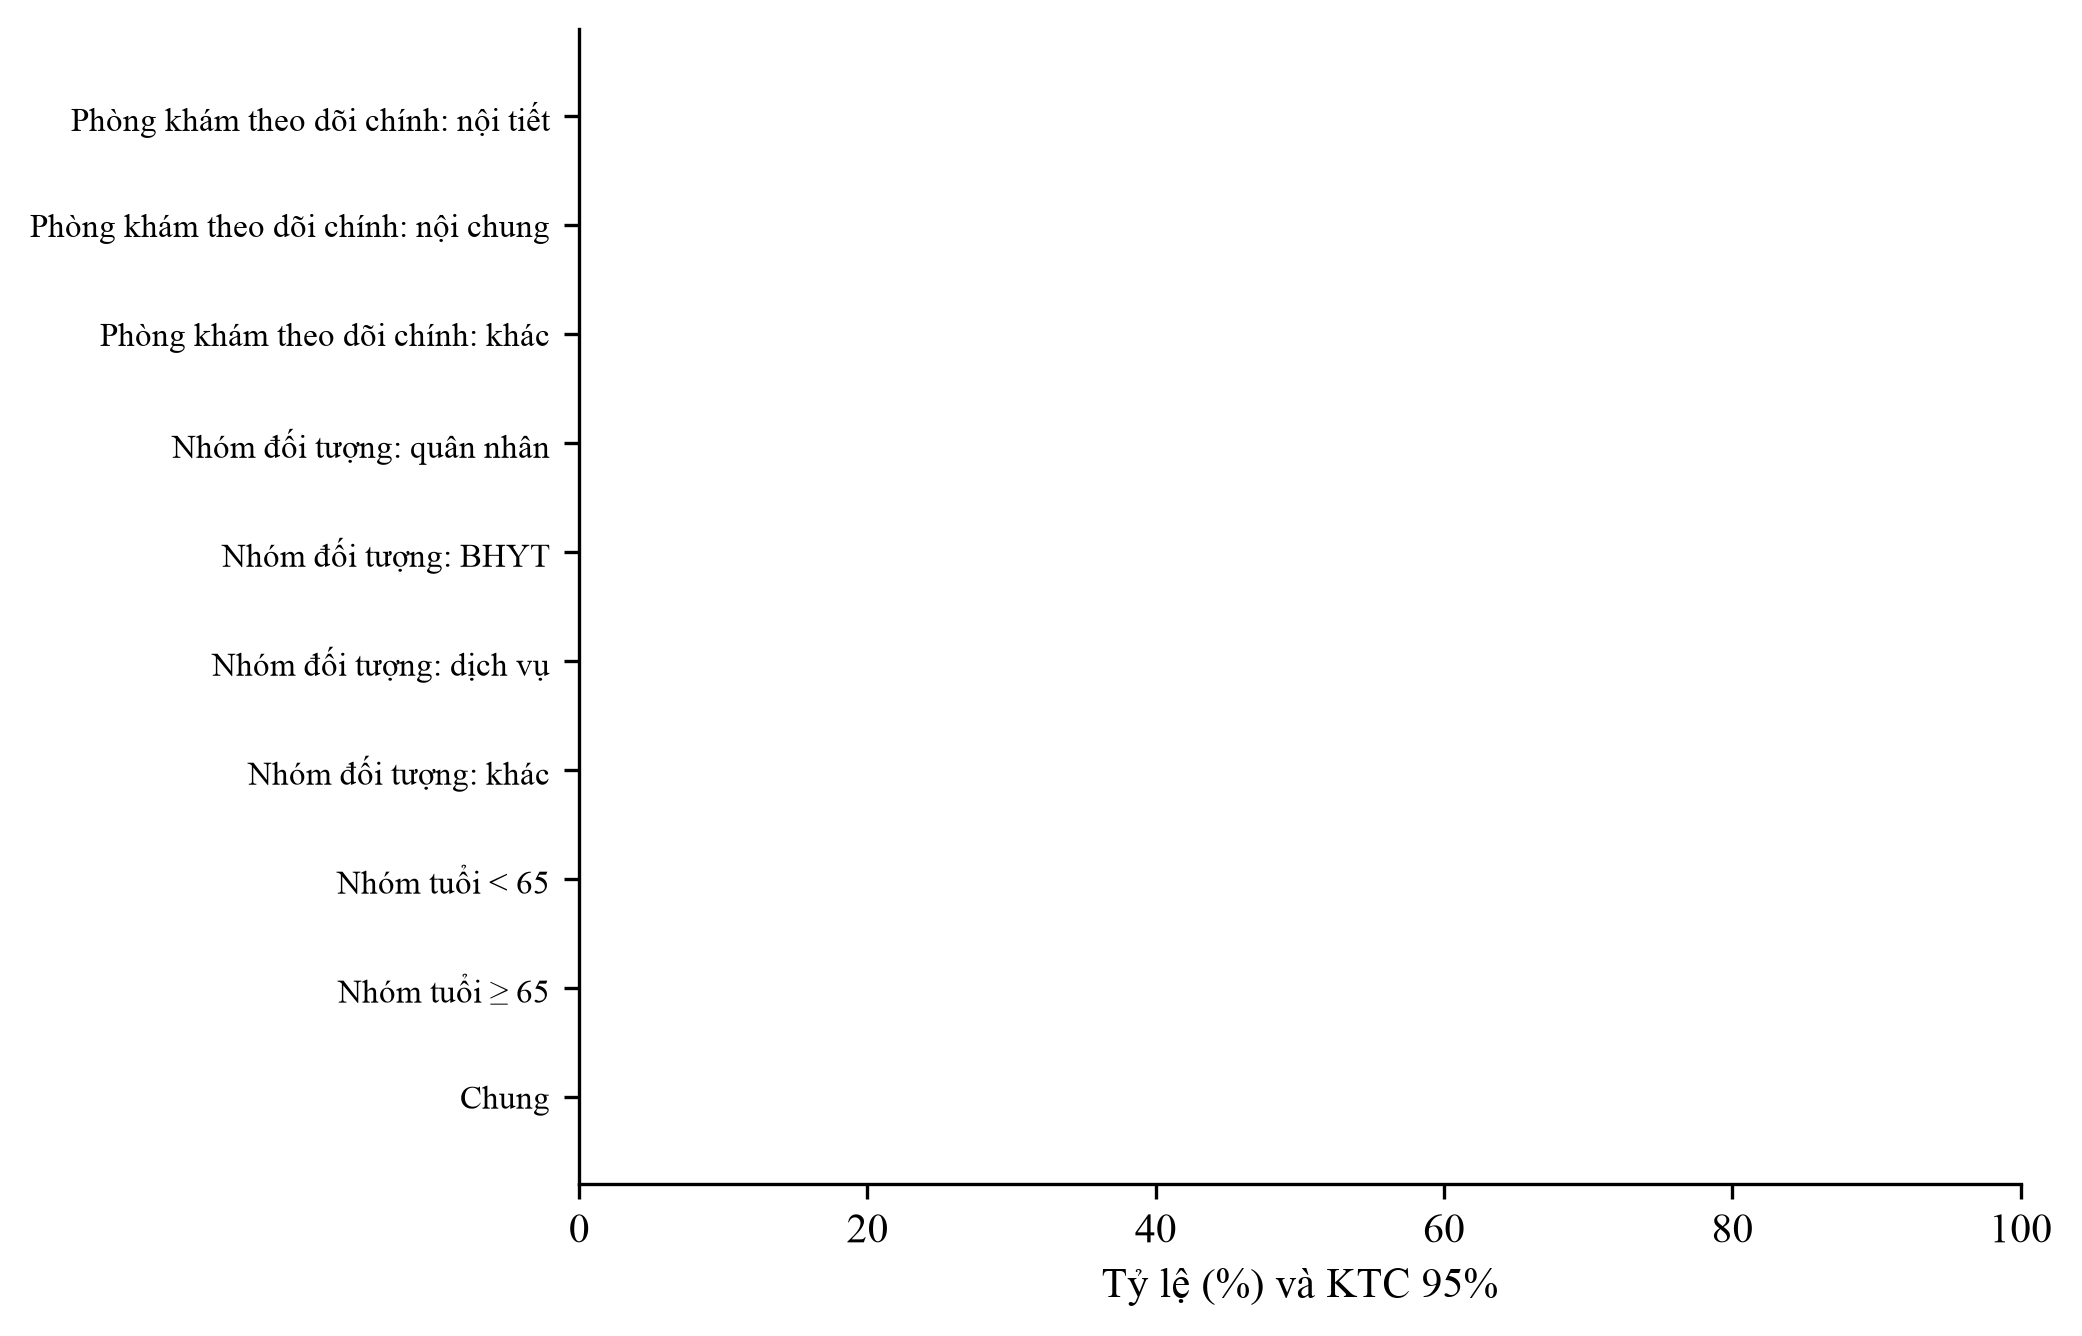 Phòng khám theo dõi chính: nội tiết
Phòng khám theo dõi chính: nội chung
Phòng khám theo dõi chính: khác
Nhóm đối tượng: quân nhân
Nhóm đối tượng: BHYT
Nhóm đối tượng: dịch vụ
Nhóm đối tượng: khác
Nhóm tuổi < 65
Nhóm tuổi ≥ 65
Chung
0 20 40 60 80 100
Tỷ lệ (%) và KTC 95%